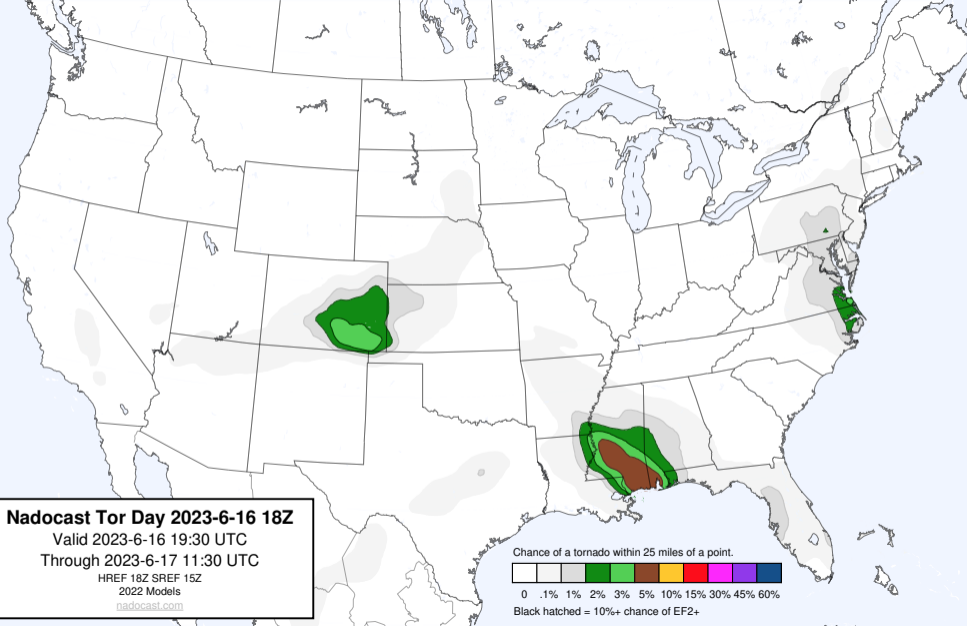 Nadocast Tor Day 2023-6-16 18Z
Valid 2023-6-16 19:30 UTC
Through 2023-6-17 11:30 UTC
HREF 18Z SREF 15Z
2022 Models
nadocast.com
Chance of a tornado within 25 miles of a point.
0 .1% 1% 2% 3% 5% 10% 15% 30% 45% 60%
Black hatched = 10%+ chance of EF2+